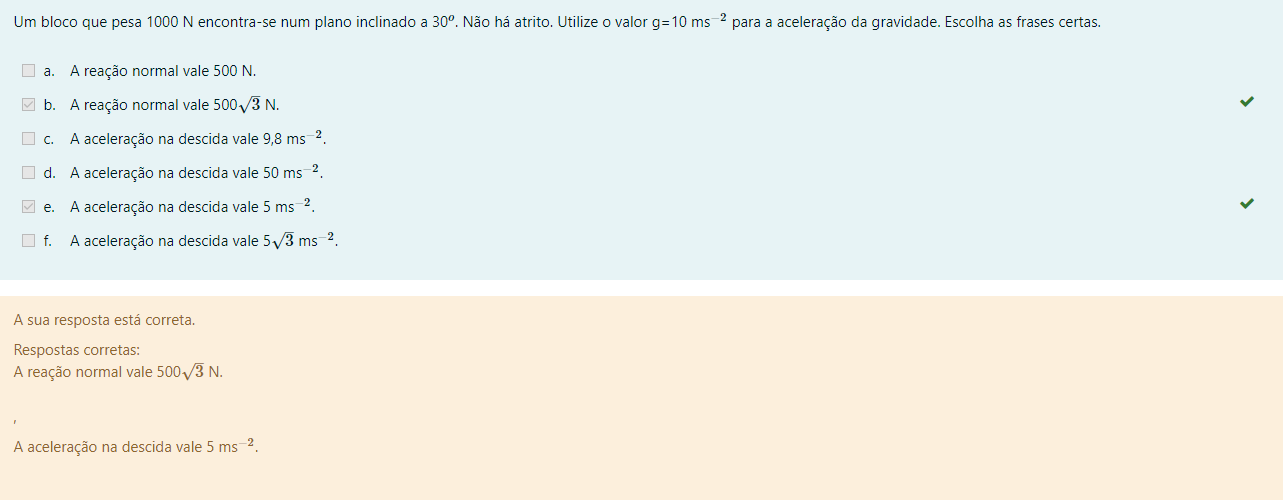 Um bloco que pesa 1000 N encontra-se num plano inclinado a 30º. Não há atrito. Utilize o valor g=10 ms⁻² para a aceleração da gravidade. Escolha as frases certas.
a. A reação normal vale 500 N.
b. A reação normal vale 500√3 N.
c. A aceleração na descida vale 9,8 ms⁻².
d. A aceleração na descida vale 50 ms⁻².
e. A aceleração na descida vale 5 ms⁻².
f. A aceleração na descida vale 5√3 ms⁻².
A sua resposta está correta.
Respostas corretas:
A reação normal vale 500√3 N.
,
A aceleração na descida vale 5 ms⁻².